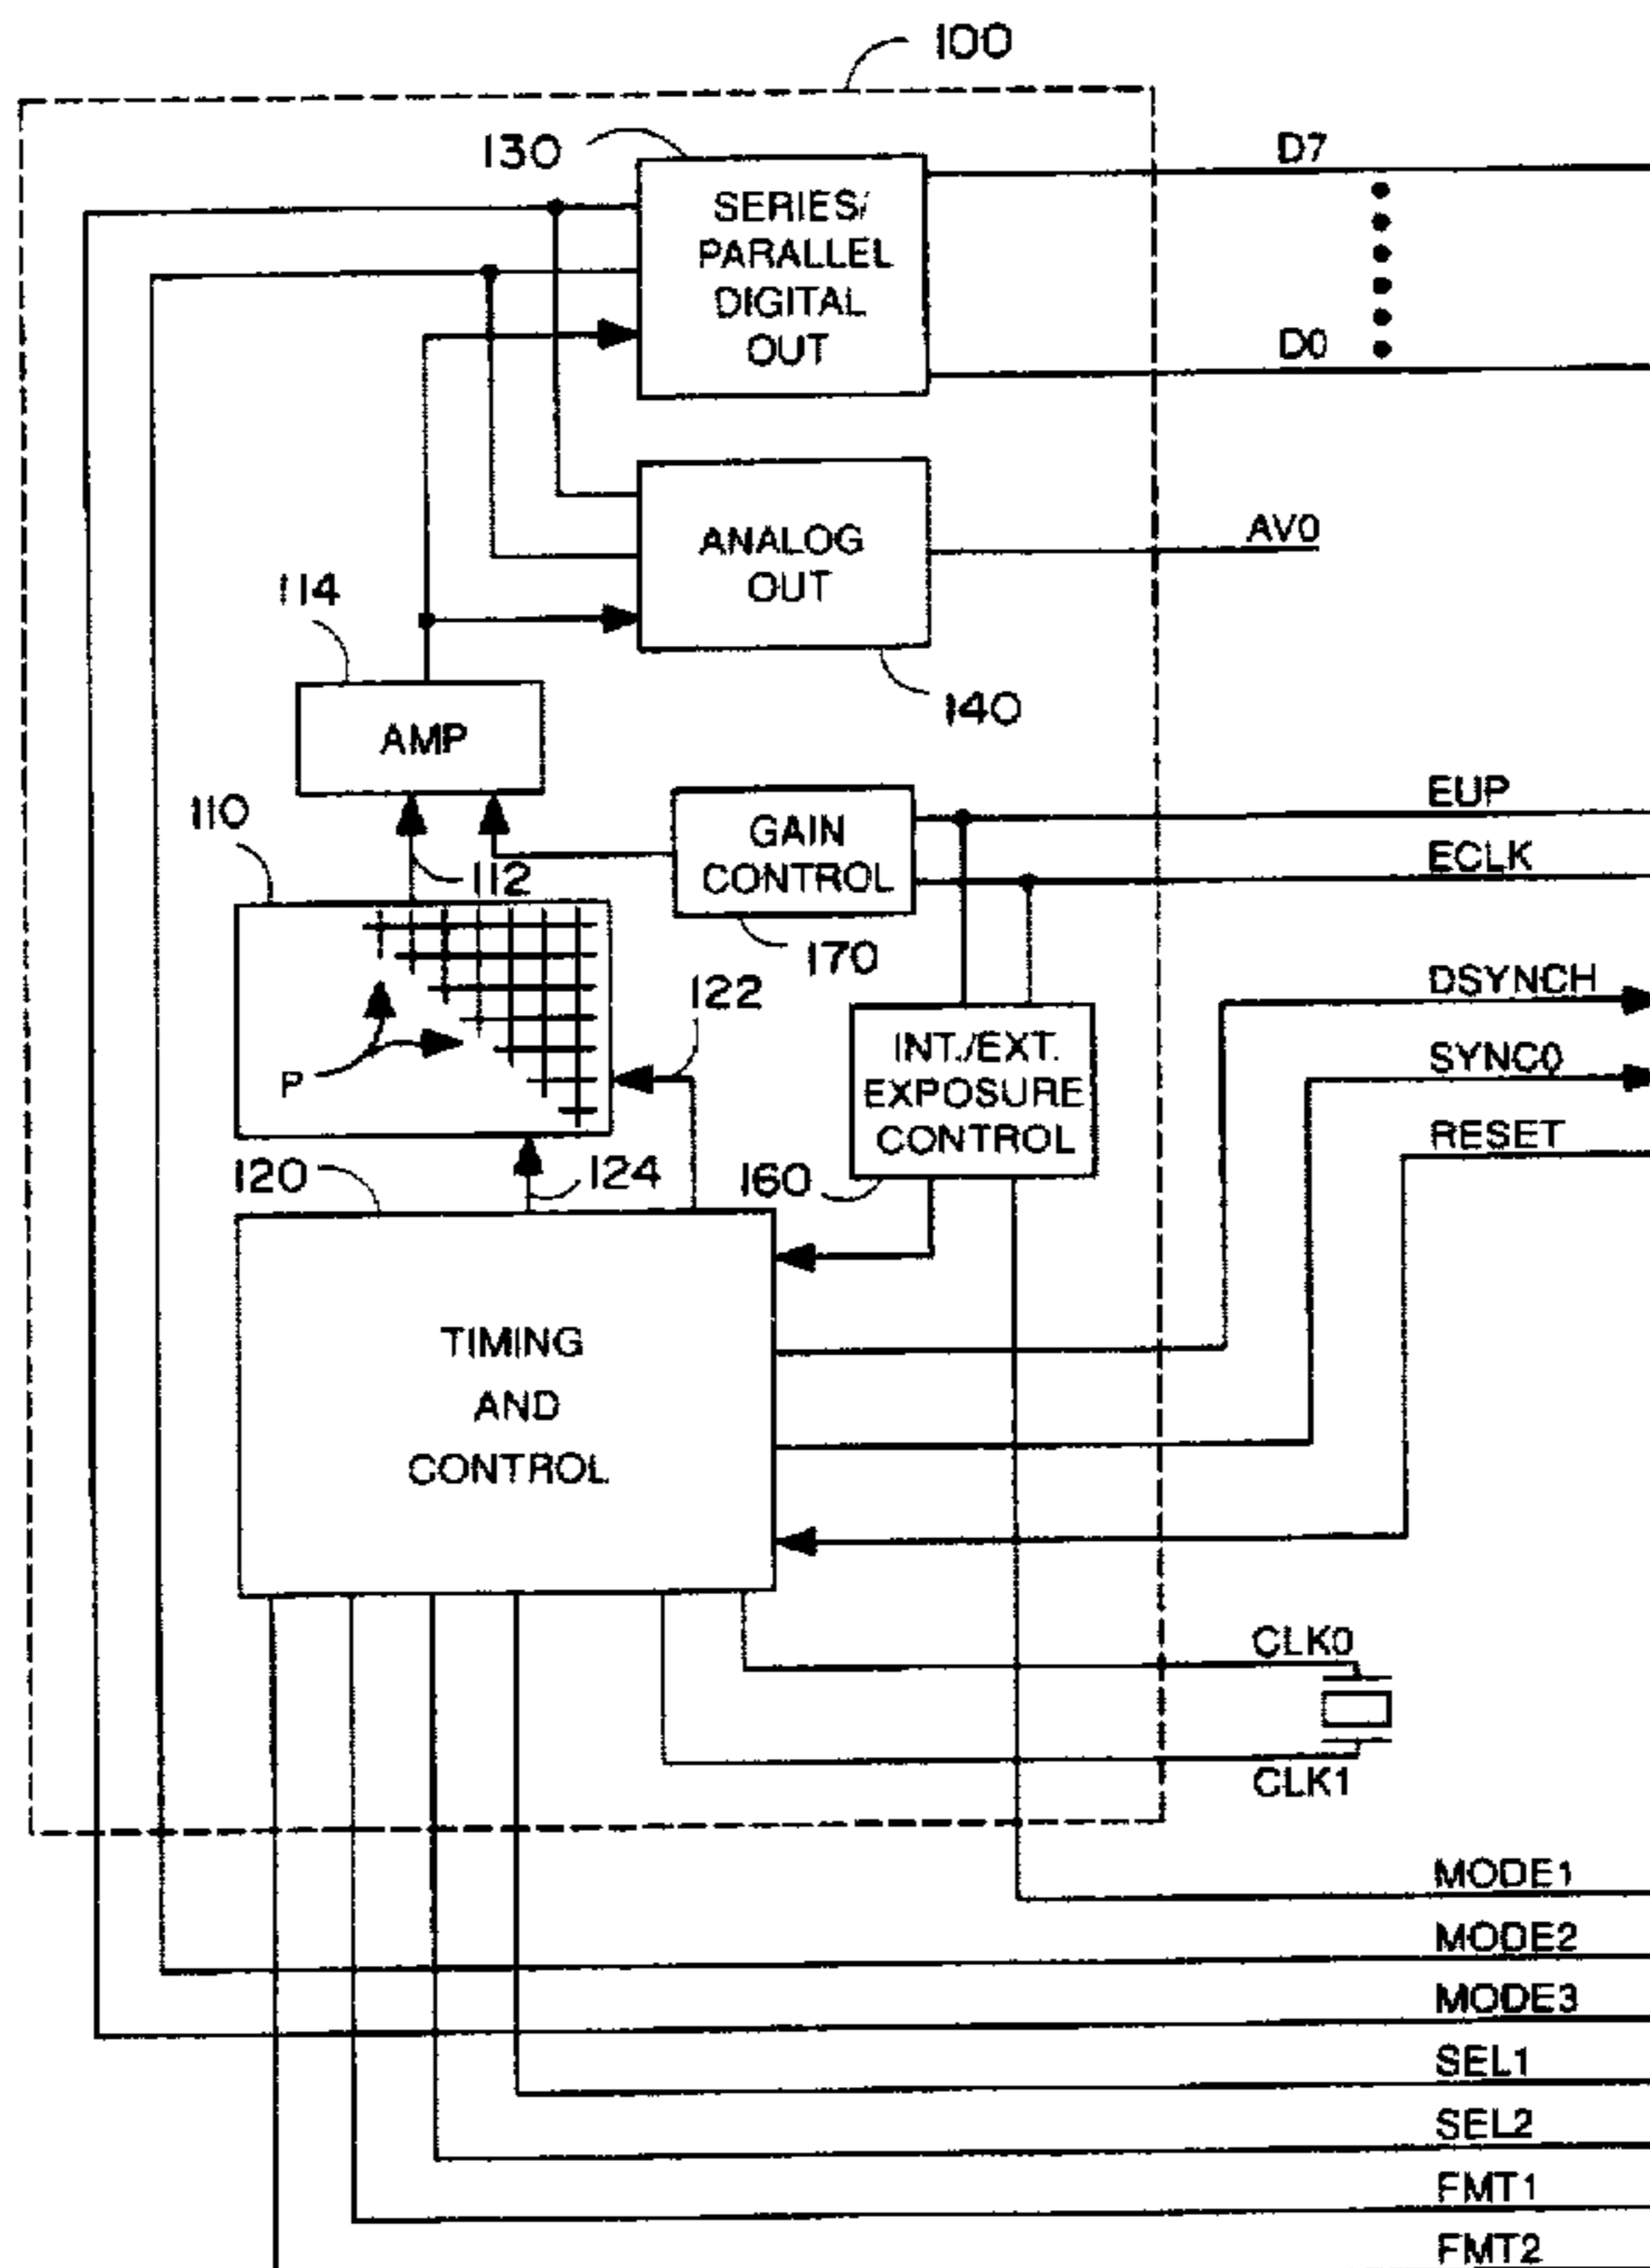 100
130
D7
SERIES/
PARALLEL
DIGITAL
OUT
D0
AV0
ANALOG
OUT
114
140
AMP
EUP
110
GAIN
CONTROL
ECLK
112
170
122
DSYNCH
INT./EXT.
EXPOSURE
CONTROL
SYNC0
P
RESET
120
124
160
TIMING
AND
CONTROL
CLK0
CLK1
MODE1
MODE2
MODE3
SEL1
SEL2
FMT1
FMT2